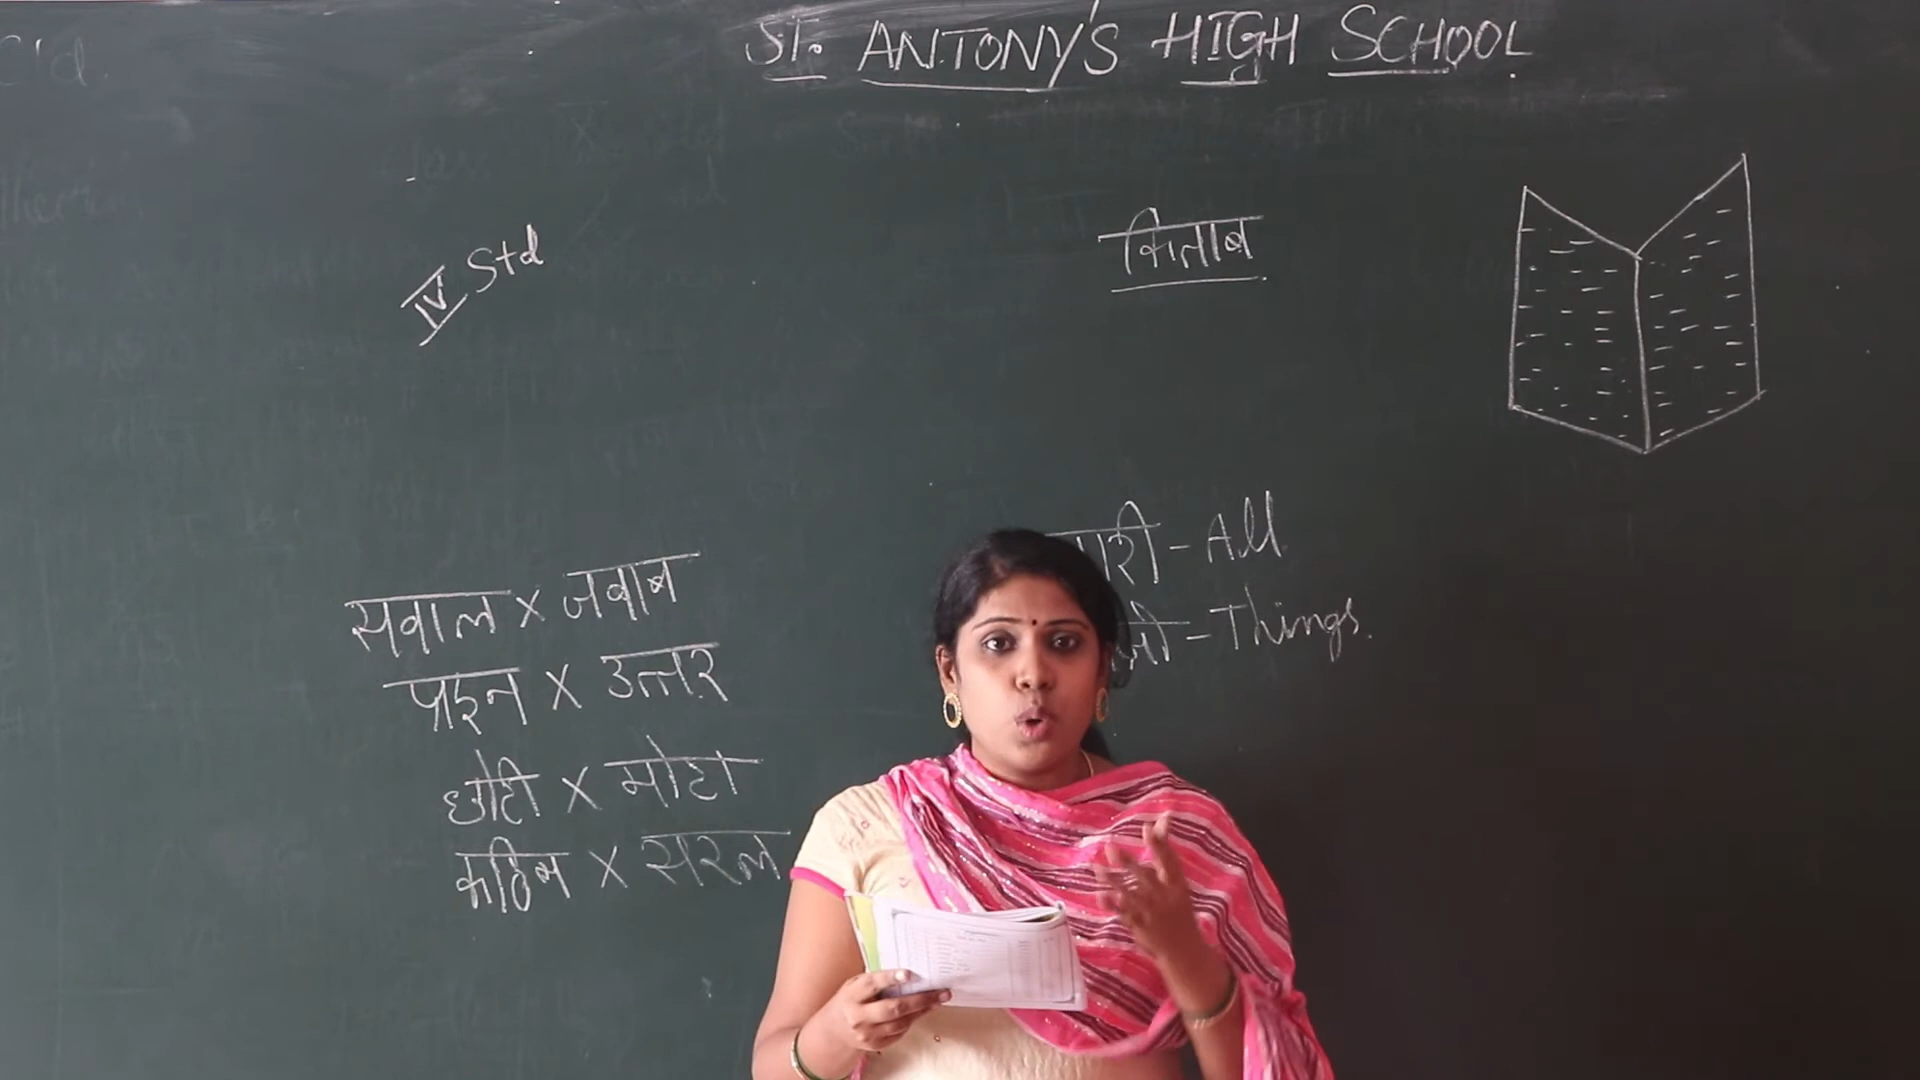 ST. ANTONY'S HIGH SCHOOL
IV Std
किताब
सवाल x जवाब
प्रश्न x उत्तर
छोटी x मोटा
कठिन x सरल
- All
- Things.